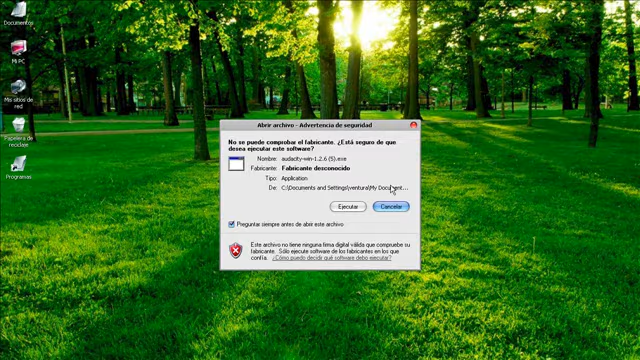 Documentos
Mi PC
Mis sitios de
red
Papelera de
reciclaje
Programas
Abrir archivo - Advertencia de seguridad
No se puede comprobar el fabricante. ¿Está seguro de que
desea ejecutar este software?
Nombre: audacity-win-1.2.6 (5).exe
Fabricante: Fabricante desconocido
Tipo: Application
De: C:\Documents and Settings\ventura\My Document...
Ejecutar Cancelar
Preguntar siempre antes de abrir este archivo
Este archivo no tiene ninguna firma digital válida que compruebe su
fabricante. Sólo ejecute software de los fabricantes en los que
confía. ¿Cómo puedo decidir qué software debo ejecutar?